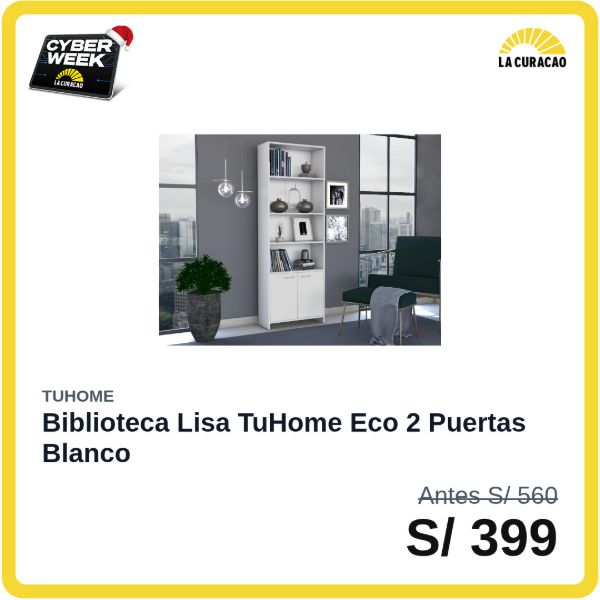 CYBER
WEEK
LA CURACAO
LA CURACAO
TUHOME
Biblioteca Lisa TuHome Eco 2 Puertas
Blanco
Antes S/ 560
S/ 399